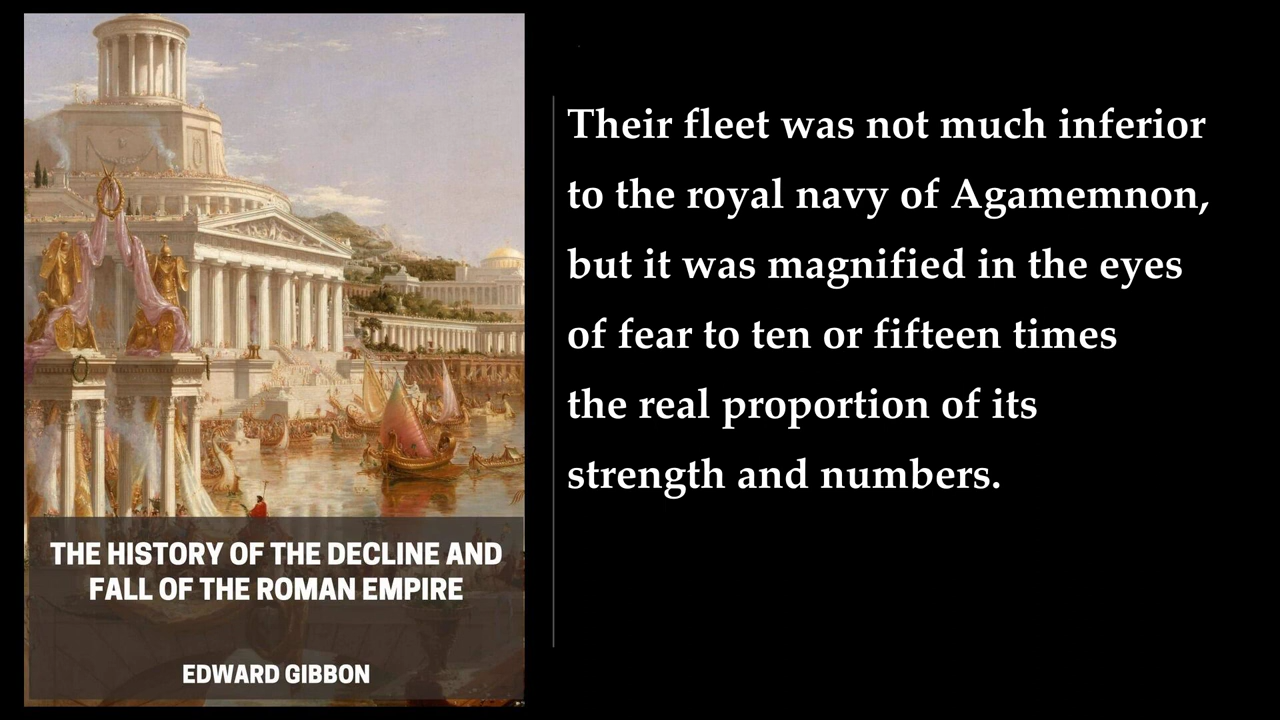 THE HISTORY OF THE DECLINE AND
FALL OF THE ROMAN EMPIRE
EDWARD GIBBON
Their fleet was not much inferior
to the royal navy of Agamemnon,
but it was magnified in the eyes
of fear to ten or fifteen times
the real proportion of its
strength and numbers.